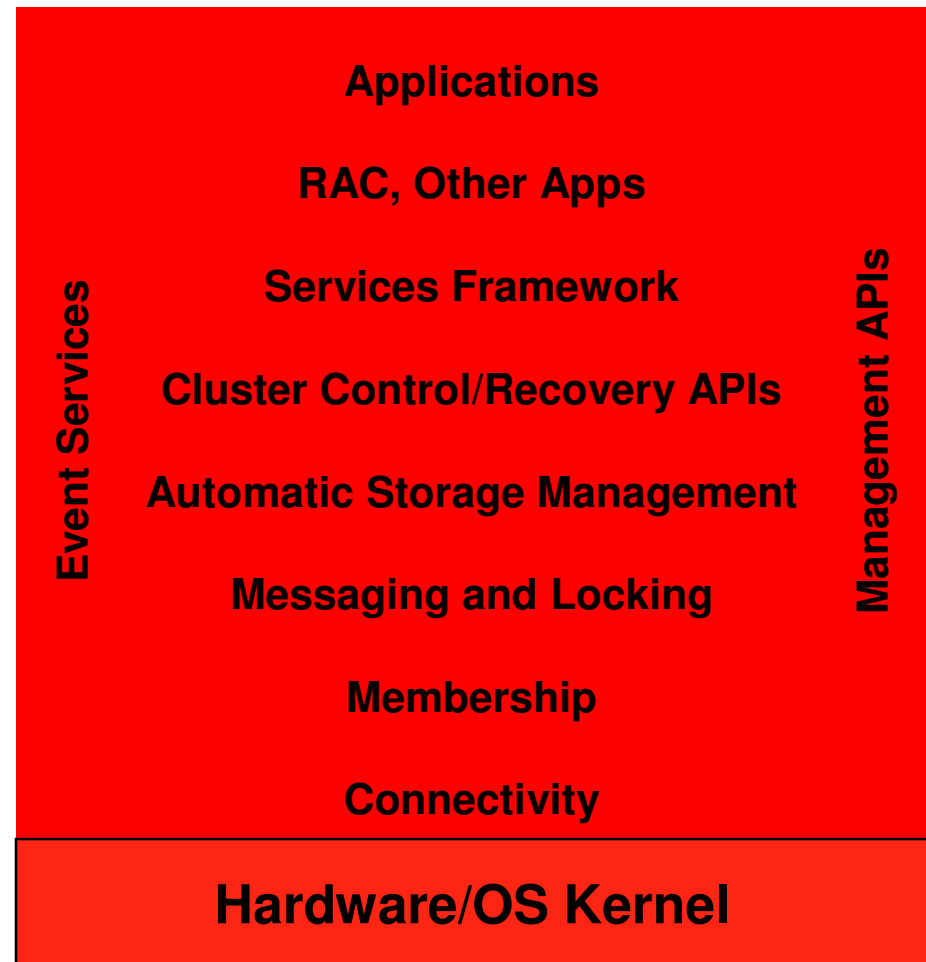 Applications
RAC, Other Apps
Services Framework
Cluster Control/Recovery APIs
Automatic Storage Management
Messaging and Locking
Membership
Connectivity
Event Services
Management APIs
Hardware/OS Kernel